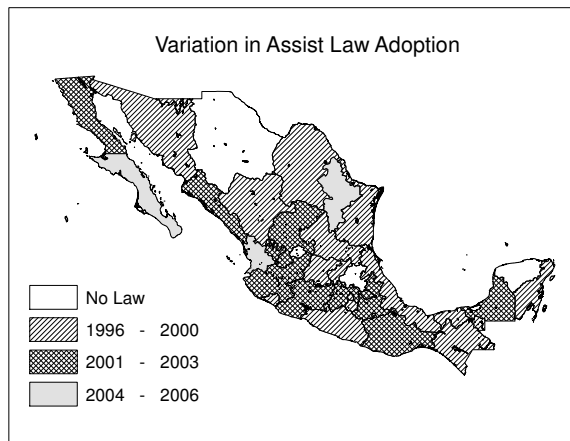 Variation in Assist Law Adoption
No Law
1996 - 2000
2001 - 2003
2004 - 2006